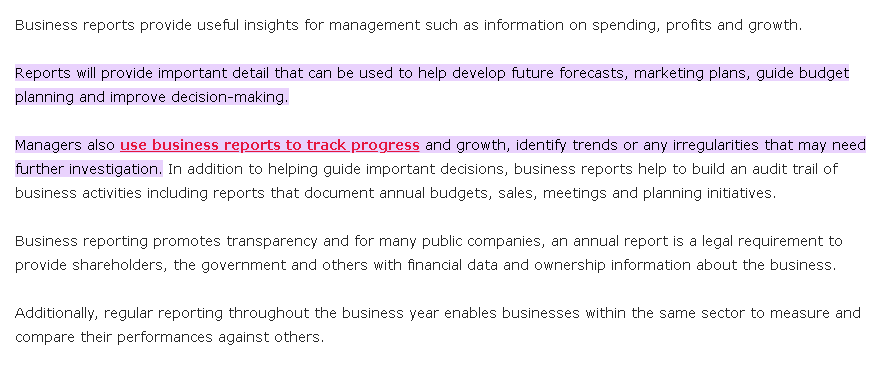 Business reports provide useful insights for management such as information on spending, profits and growth.
Reports will provide important detail that can be used to help develop future forecasts, marketing plans, guide budget
planning and improve decision-making.
Managers also use business reports to track progress and growth, identify trends or any irregularities that may need
further investigation. In addition to helping guide important decisions, business reports help to build an audit trail of
business activities including reports that document annual budgets, sales, meetings and planning initiatives.
Business reporting promotes transparency and for many public companies, an annual report is a legal requirement to
provide shareholders, the government and others with financial data and ownership information about the business.
Additionally, regular reporting throughout the business year enables businesses within the same sector to measure and
compare their performances against others.